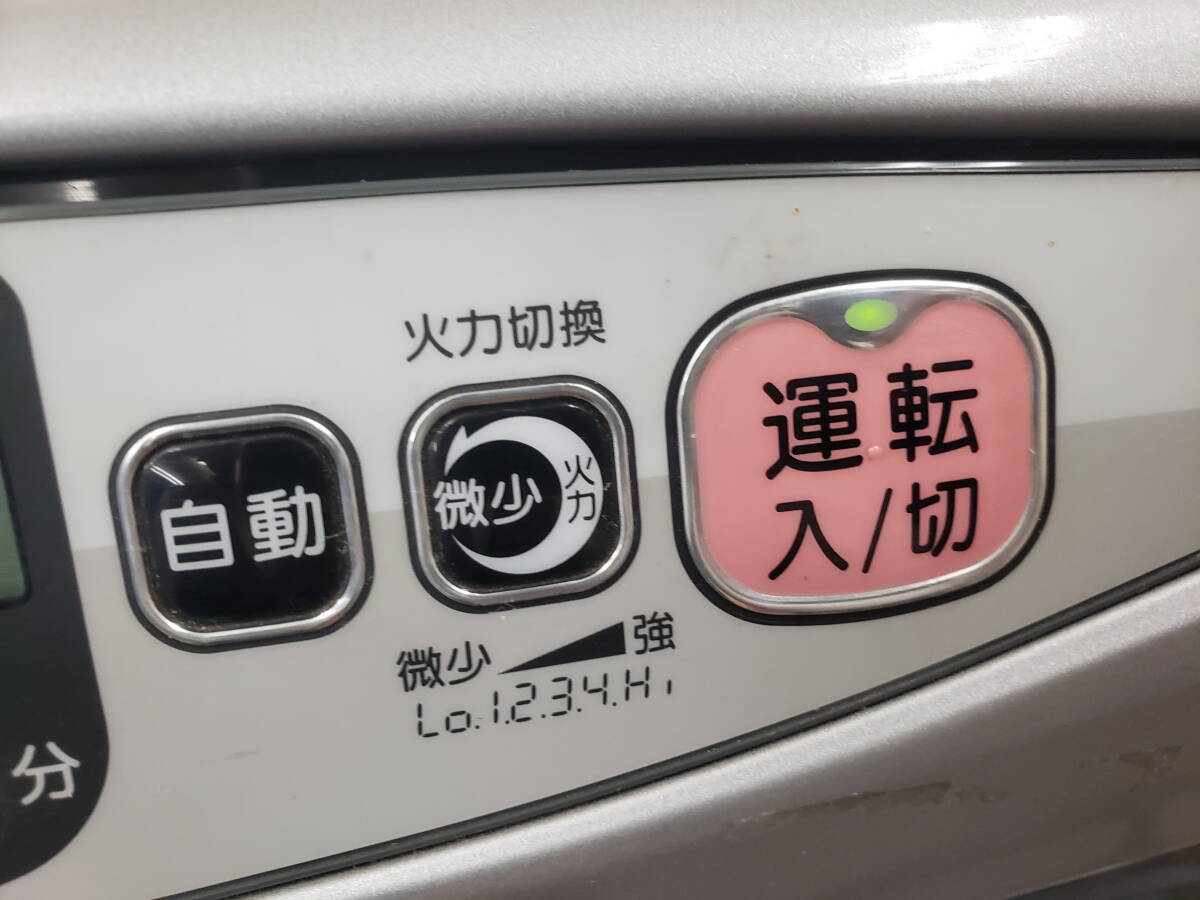 自動
火力切換
微少 火力
微少 強
Lo.1.2.3.4.Hi
運転
入/切
分